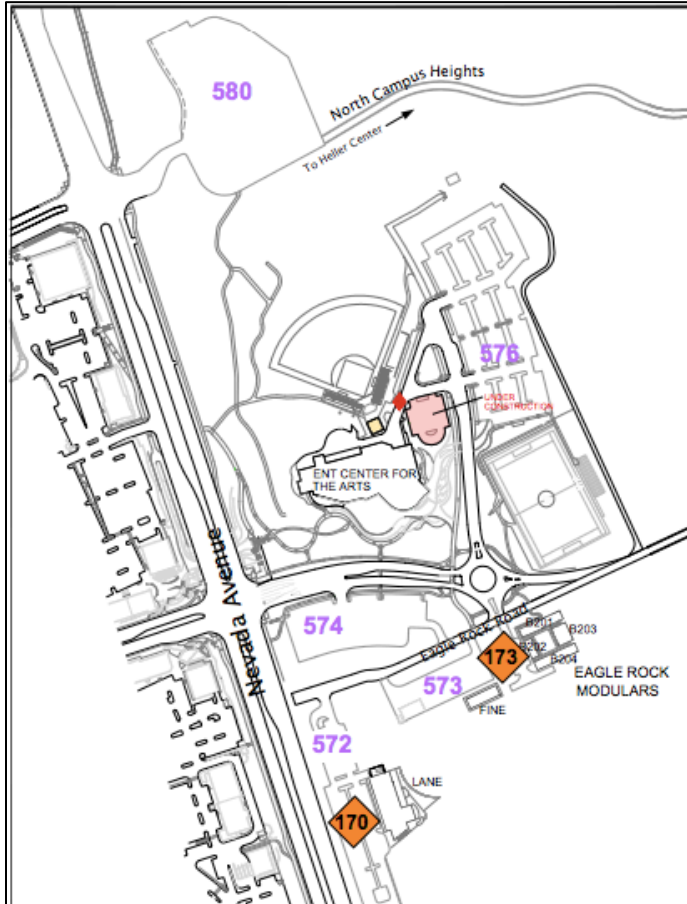 580
North Campus Heights
To Heller Center
576
UNDER
CONSTRUCTION
ENT CENTER FOR
THE ARTS
Nevada Avenue
574
Eagle Rock Road
B201
B203
B202
B204
173
EAGLE ROCK
MODULARS
573
FINE
572
LANE
170